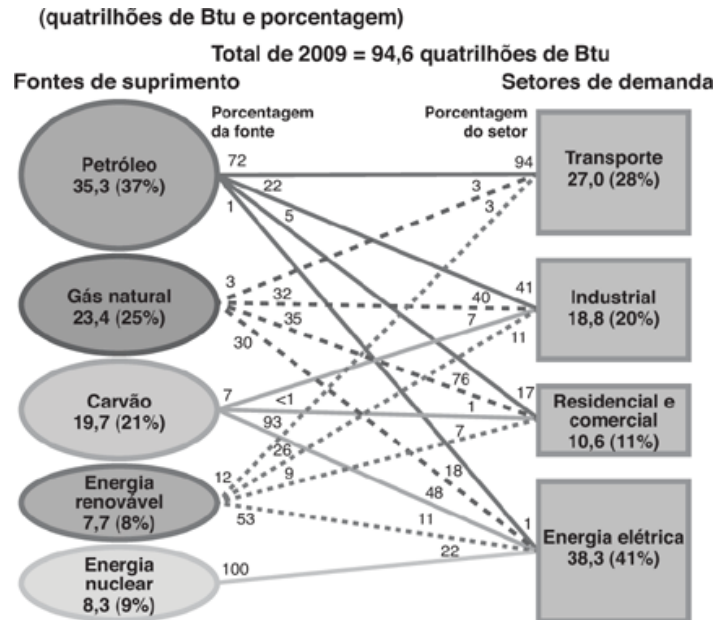 (quatrilhões de Btu e porcentagem)
Total de 2009 = 94,6 quatrilhões de Btu
Fontes de suprimento
Setores de demanda
Porcentagem
da fonte
Porcentagem
do setor
Petróleo
35,3 (37%)
72
22
5
1
Gás natural
23,4 (25%)
3
32
35
30
Carvão
19,7 (21%)
7
<1
93
Energia
renovável
7,7 (8%)
12
26
9
53
Energia
nuclear
8,3 (9%)
100
94
3
3
Transporte
27,0 (28%)
41
40
7
11
Industrial
18,8 (20%)
17
76
1
7
Residencial e
comercial
10,6 (11%)
1
18
48
11
22
Energia elétrica
38,3 (41%)